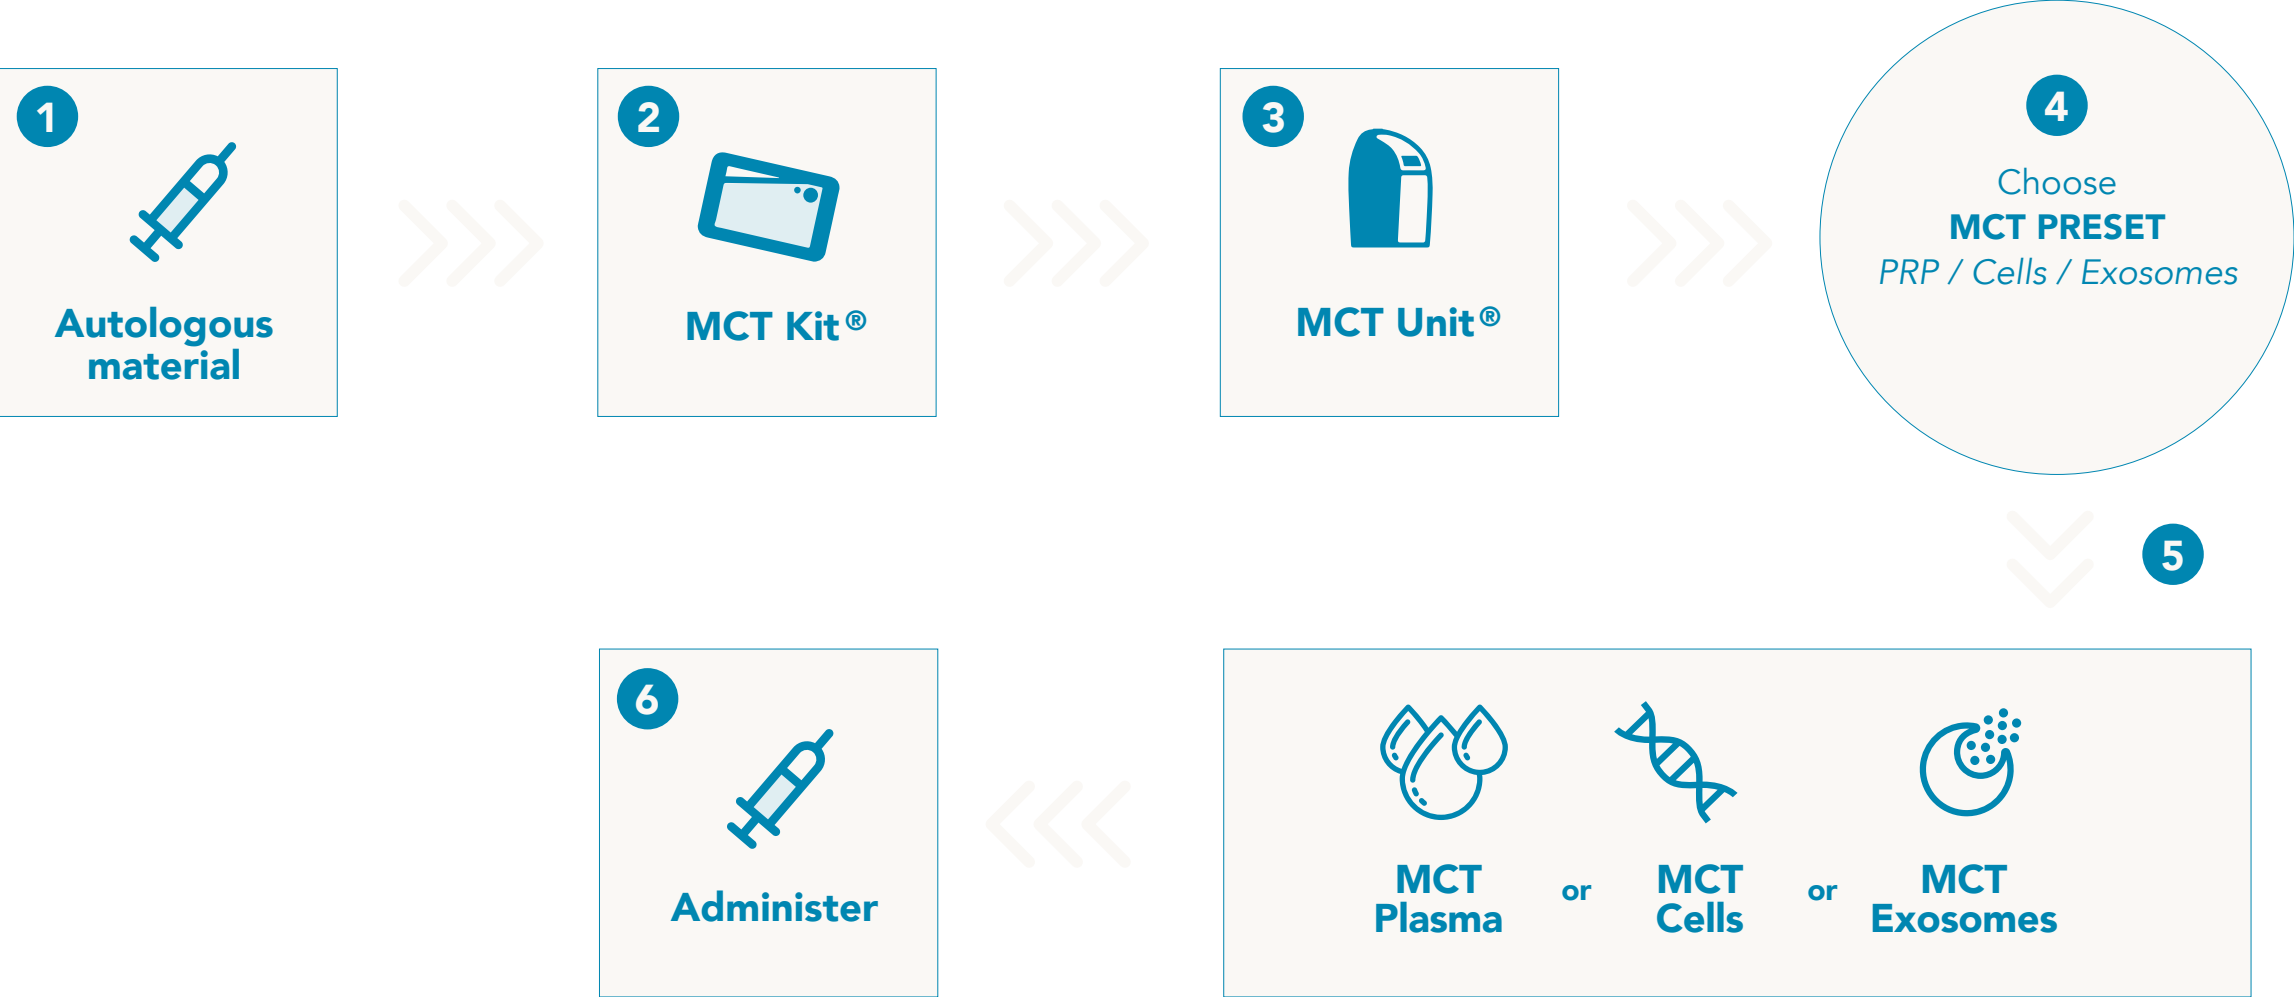 1
Autologous
material
2
MCT Kit®
3
MCT Unit®
4
Choose
MCT PRESET
PRP / Cells / Exosomes
5
MCT
Plasma
or
MCT
Cells
or
MCT
Exosomes
6
Administer